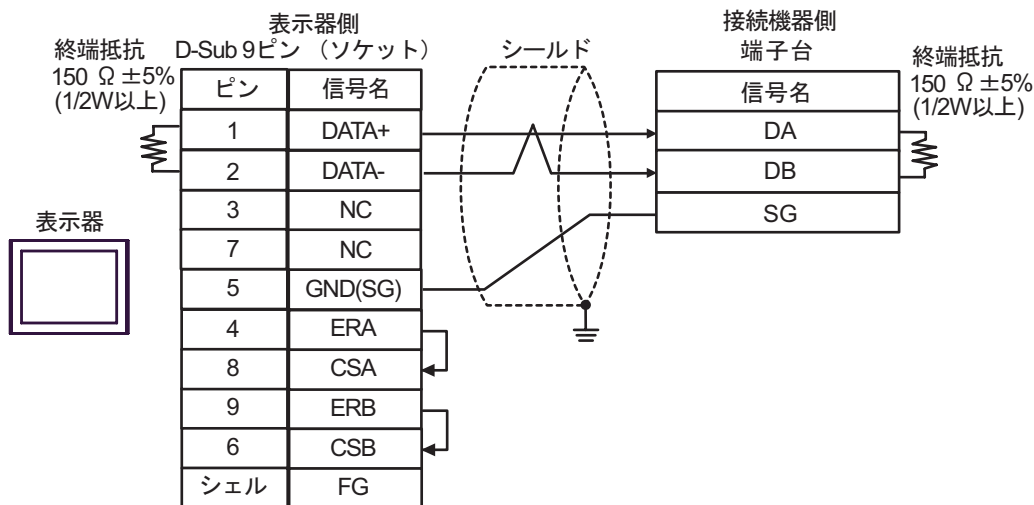 表示器側
D-Sub 9ピン （ソケット）
終端抵抗
150 Ω ±5%
(1/2W以上)
シールド
接続機器側
端子台
終端抵抗
150 Ω ±5%
(1/2W以上)
ピン 信号名
1 DATA+
2 DATA-
3 NC
7 NC
5 GND(SG)
4 ERA
8 CSA
9 ERB
6 CSB
シェル FG
信号名
DA
DB
SG
表示器